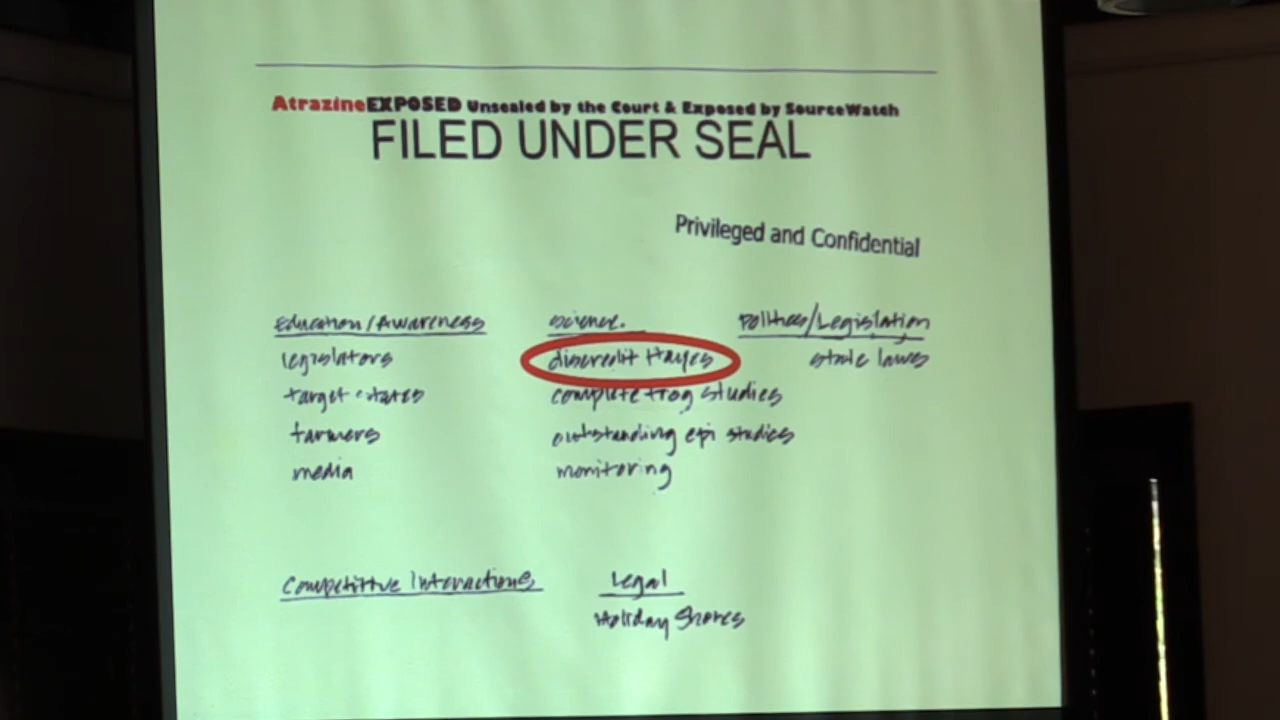 AtrazineEXPOSED Unsealed by the Court & Exposed by SourceWatch
FILED UNDER SEAL
Privileged and Confidential
Education/Awareness science. Politics/Legislation
legislators discredit Hayes state laws
target states complete frog studies
farmers outstanding epi studies
media monitoring
Competitive Interactions Legal
Holiday Shores